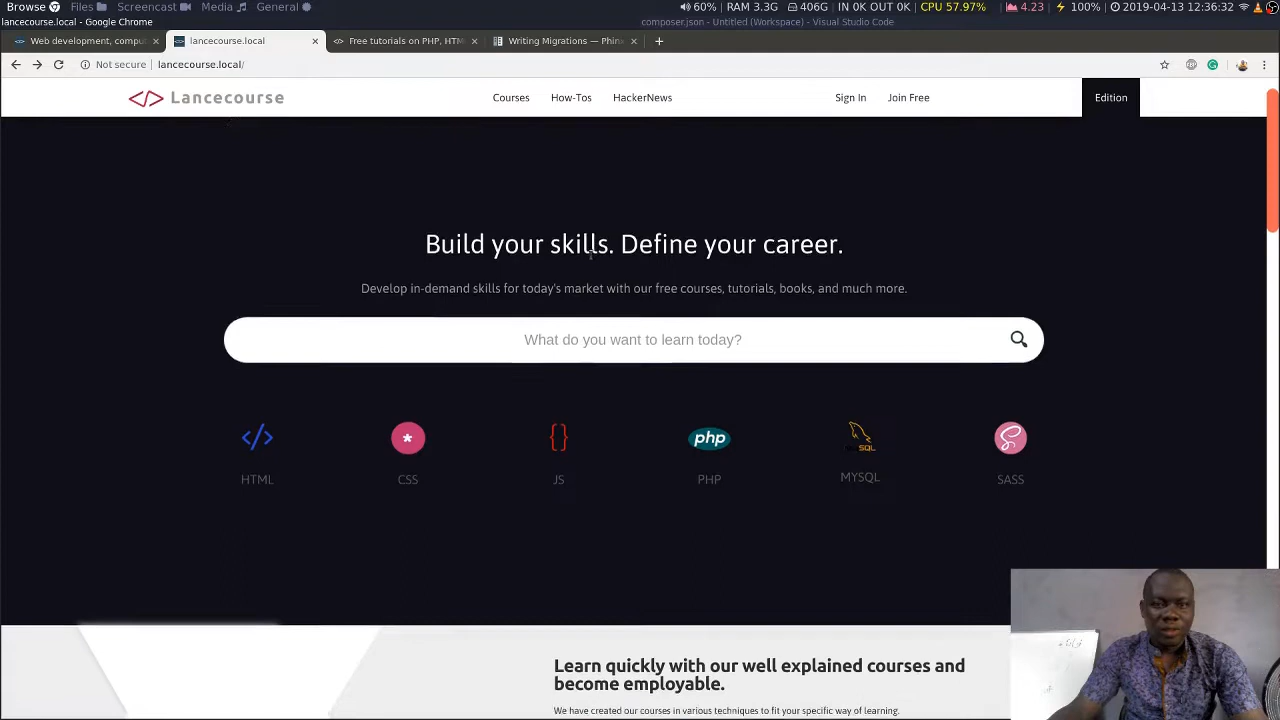 Browse Files Screencast Media General 60% RAM 3.3G 406G IN 0K OUT 0K CPU 57.97% 4.23 100% 2019-04-13 12:36:32
lancecourse.local - Google Chrome composer.json - Untitled (Workspace) - Visual Studio Code
Web development, comput × lancecourse.local × Free tutorials on PHP, HTM × Writing Migrations — Phin × +
Not secure | lancecourse.local/
</> Lancecourse Courses How-Tos HackerNews Sign In Join Free Edition
Build your skills. Define your career.
Develop in-demand skills for today's market with our free courses, tutorials, books, and much more.
What do you want to learn today?
</> * {} php SQL
HTML CSS JS PHP MYSQL SASS
Learn quickly with our well explained courses and
become employable.
We have created our courses in various techniques to fit your specific way of learning.